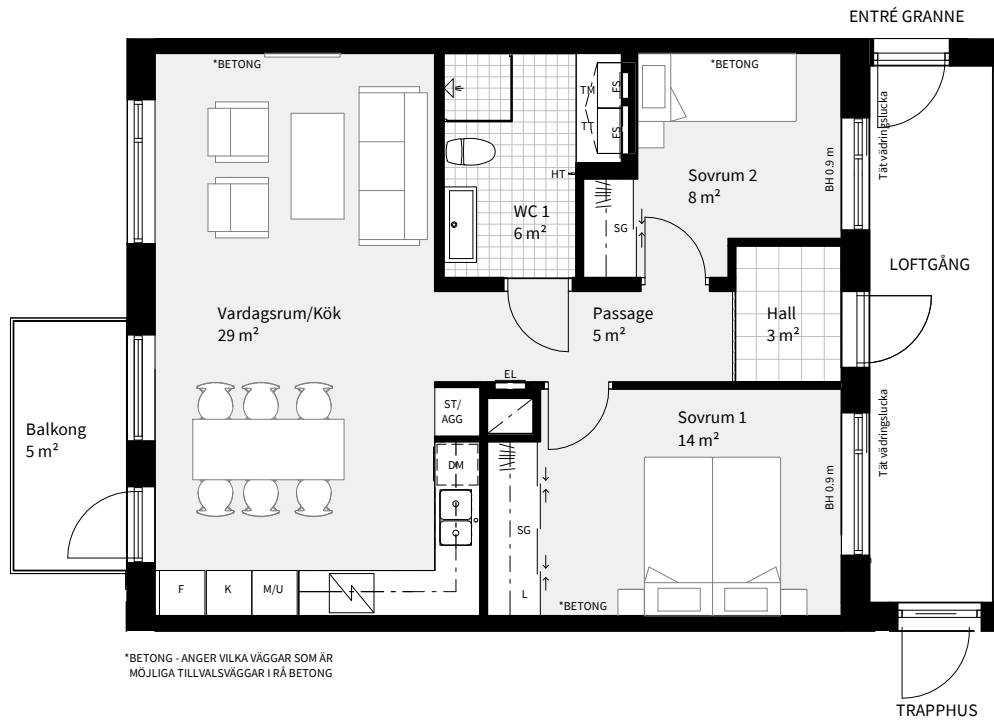 ENTRÉ GRANNE
*BETONG
*BETONG
TM
FS
TT
FS
Tät vädringslucka
BH 0.9 m
HT
Sovrum 2
8 m²
WC 1
6 m²
SG
LOFTGÅNG
Vardagsrum/Kök
29 m²
Passage
5 m²
Hall
3 m²
EL
ST/
AGG
Balkong
5 m²
Sovrum 1
14 m²
Tät vädringslucka
DM
BH 0.9 m
SG
F
K
M/U
L
*BETONG
*BETONG - ANGER VILKA VÄGGAR SOM ÄR
MÖJLIGA TILLVALSVÄGGAR I RÅ BETONG
TRAPPHUS